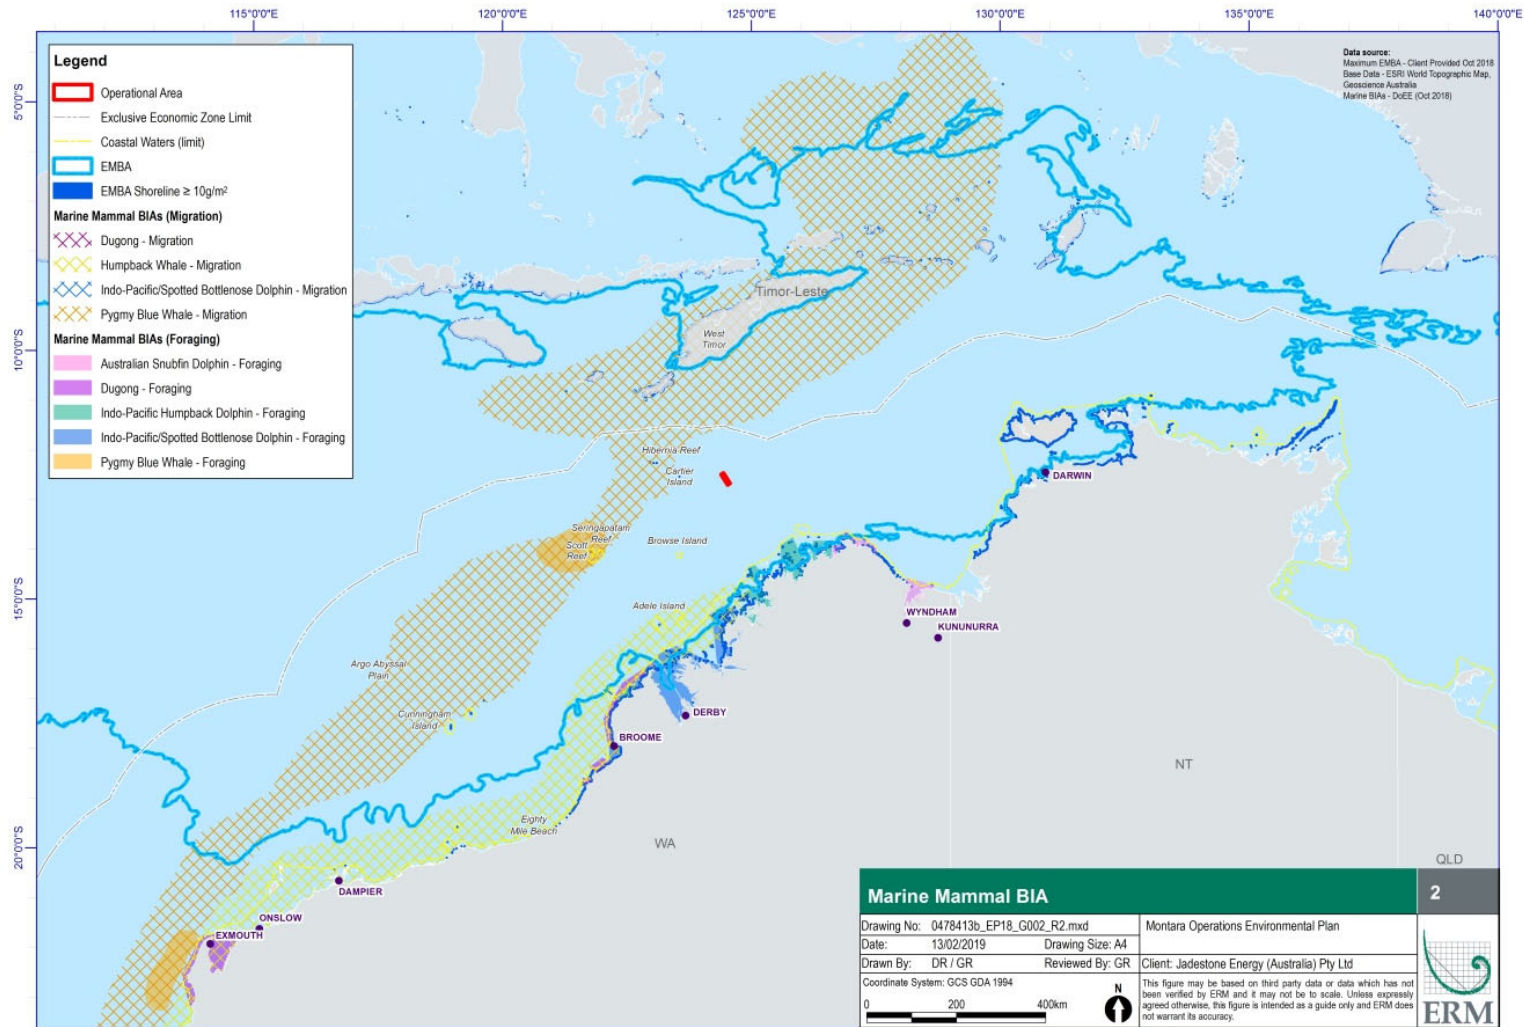 115°0'0"E
120°0'0"E
125°0'0"E
130°0'0"E
135°0'0"E
140°0'0"E
5°0'0"S
10°0'0"S
15°0'0"S
20°0'0"S
Legend
Operational Area
Exclusive Economic Zone Limit
Coastal Waters (limit)
EMBA
EMBA Shoreline ≥ 10g/m²
Marine Mammal BIAs (Migration)
Dugong - Migration
Humpback Whale - Migration
Indo-Pacific/Spotted Bottlenose Dolphin - Migration
Pygmy Blue Whale - Migration
Marine Mammal BIAs (Foraging)
Australian Snubfin Dolphin - Foraging
Dugong - Foraging
Indo-Pacific Humpback Dolphin - Foraging
Indo-Pacific/Spotted Bottlenose Dolphin - Foraging
Pygmy Blue Whale - Foraging
Data source:
Maximum EMBA - Client Provided Oct 2018
Base Data - ESRI World Topographic Map,
Geoscience Australia
Marine BIAs - DoEE (Oct 2018)
Timor-Leste
West
Timor
Hibernia Reef
Cartier
Island
Seringapatam
Reef
Scott
Reef
Browse Island
Adele Island
Argo Abyssal
Plain
Cunningham
Island
Eighty
Mile Beach
DARWIN
WYNDHAM
KUNUNURRA
DERBY
BROOME
DAMPIER
ONSLOW
EXMOUTH
WA
NT
QLD
Marine Mammal BIA
2
Drawing No: 0478413b_EP18_G002_R2.mxd
Date: 13/02/2019 Drawing Size: A4
Drawn By: DR / GR Reviewed By: GR
Coordinate System: GCS GDA 1994
0 200 400km
N
Montara Operations Environmental Plan
Client: Jadestone Energy (Australia) Pty Ltd
This figure may be based on third party data or data which has not
been verified by ERM and it may not be to scale. Unless expressly
agreed otherwise, this figure is intended as a guide only and ERM does
not warrant its accuracy.
ERM